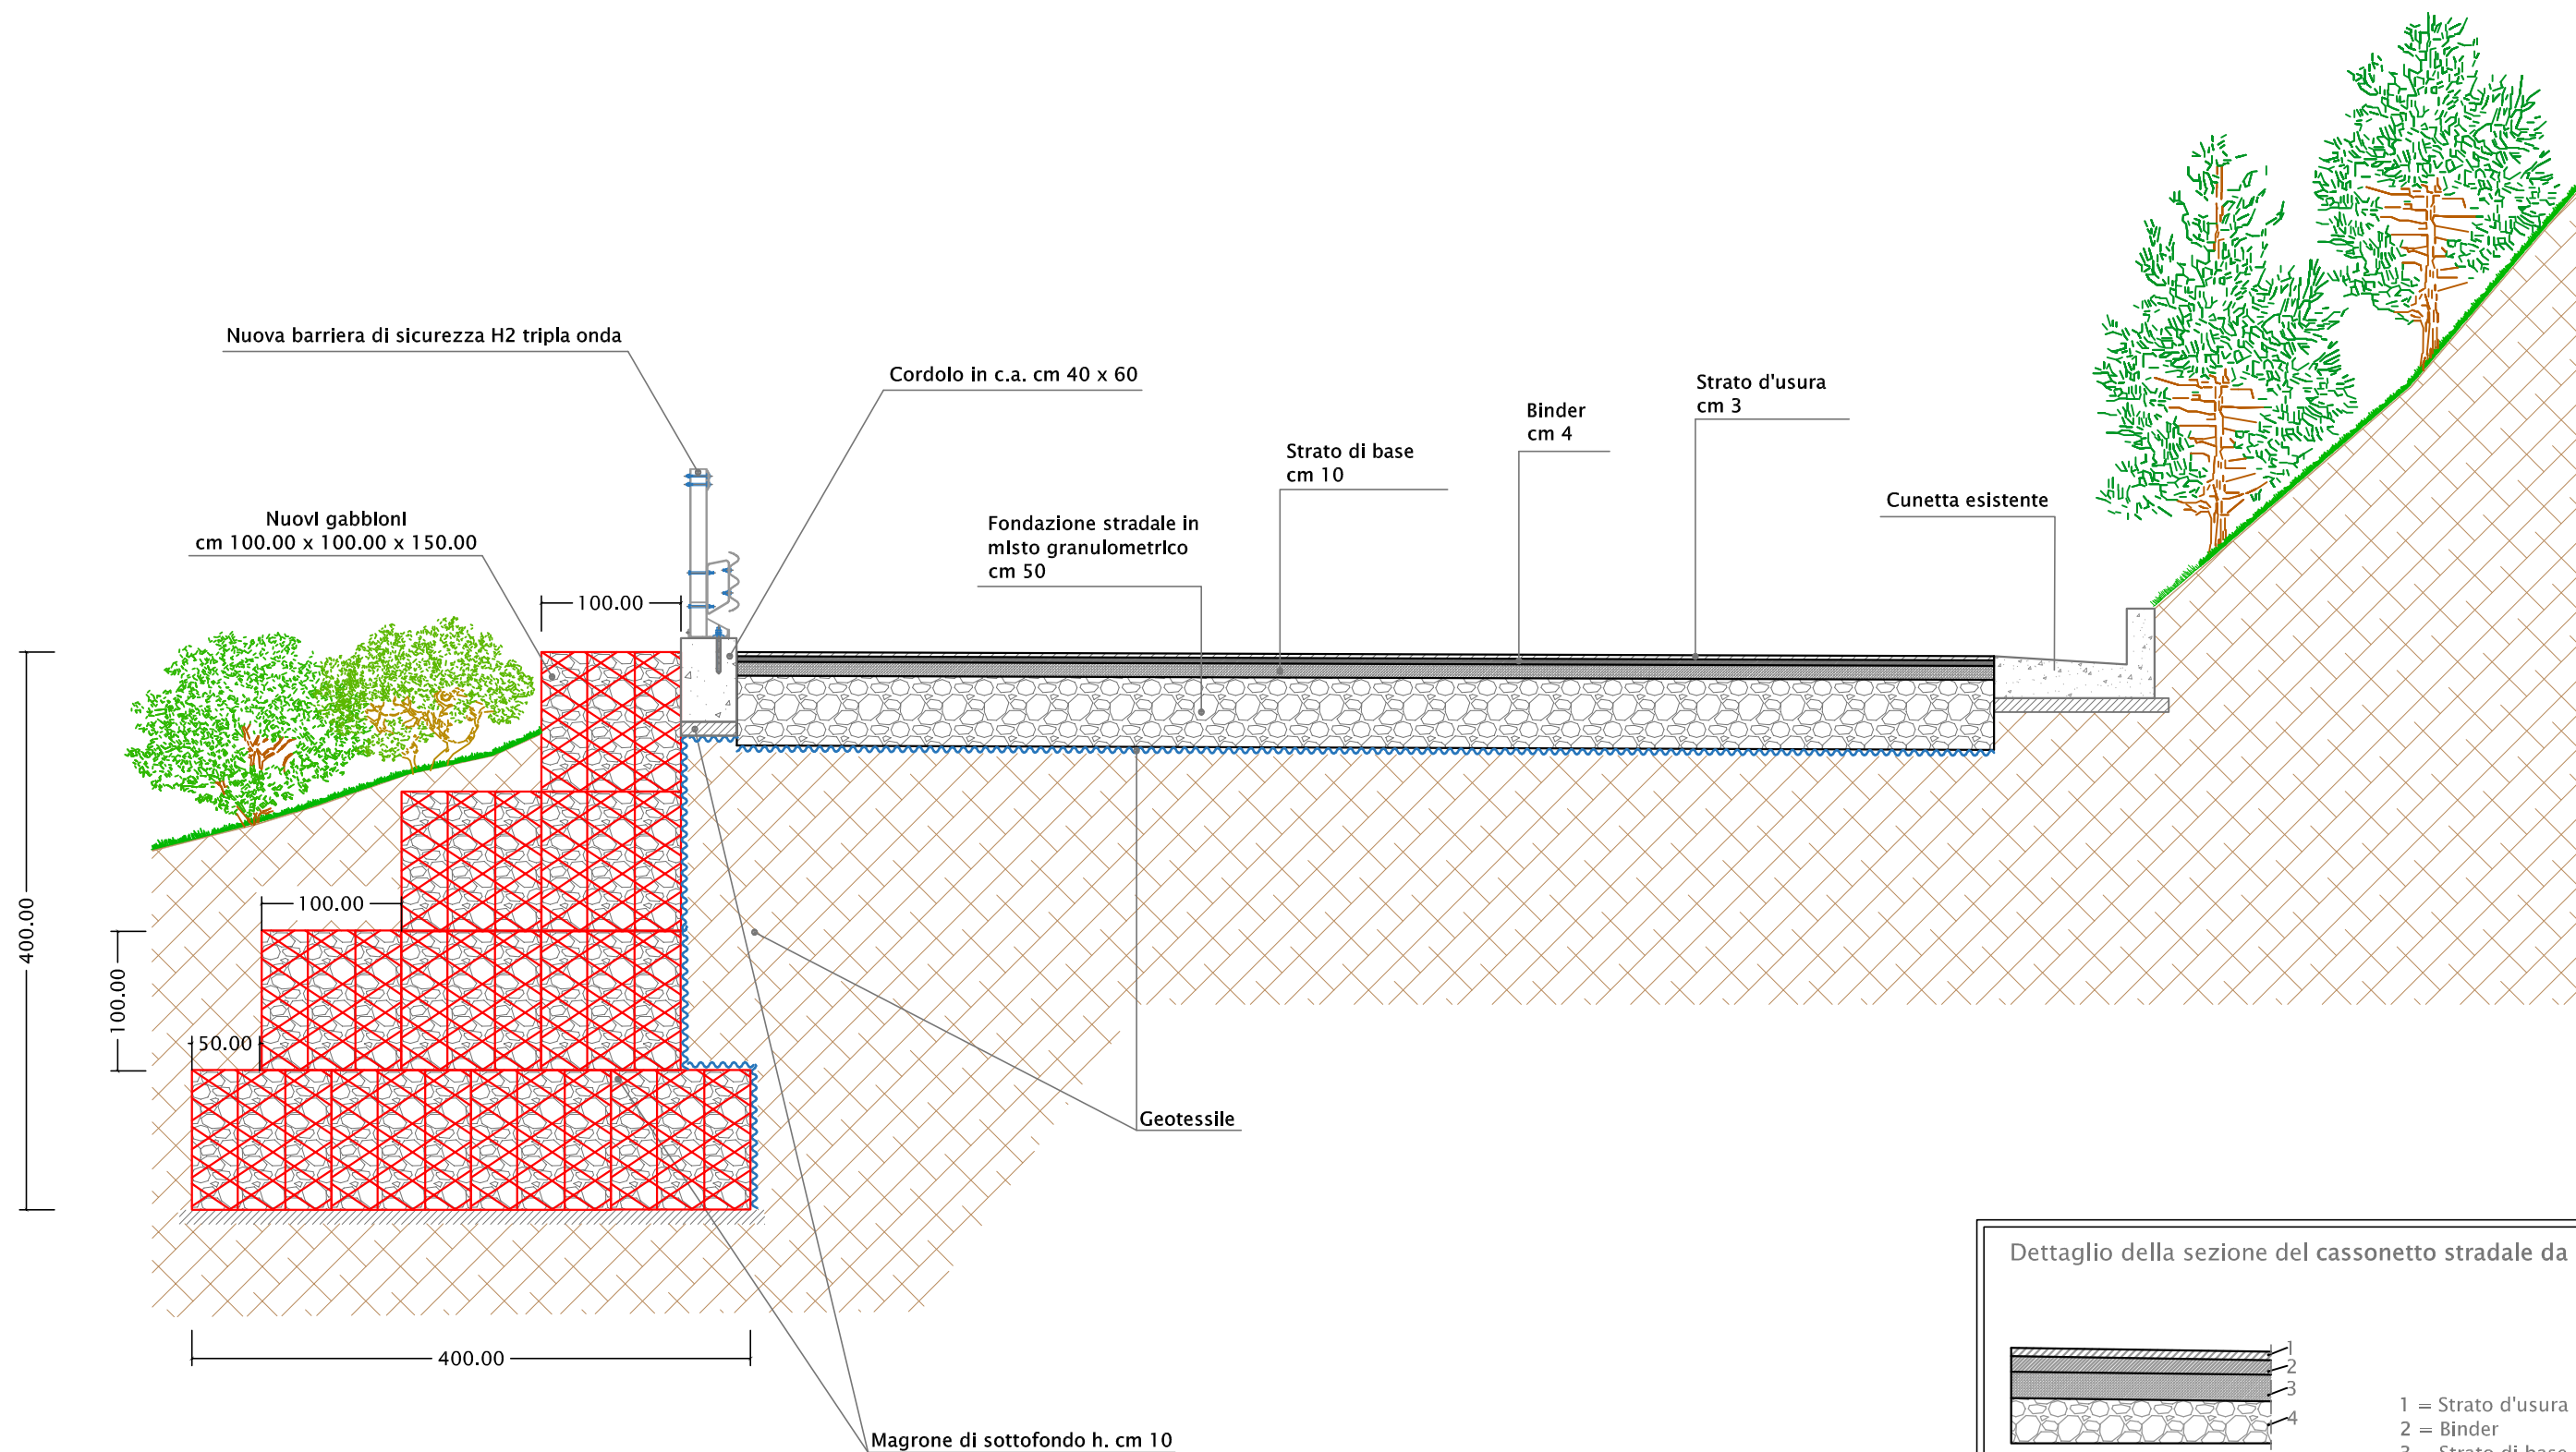 Nuova barriera di sicurezza H2 tripla onda
Cordolo in c.a. cm 40 x 60
Strato d'usura
cm 3
Binder
cm 4
Strato di base
cm 10
Cunetta esistente
Nuovi gabbioni
cm 100.00 x 100.00 x 150.00
Fondazione stradale in
misto granulometrico
cm 50
100.00
400.00
100.00
100.00
50.00
Geotessile
400.00
Magrone di sottofondo h. cm 10
Dettaglio della sezione del cassonetto stradale da
1
2
3
4
1 = Strato d'usura
2 = Binder
3 = Strato di base